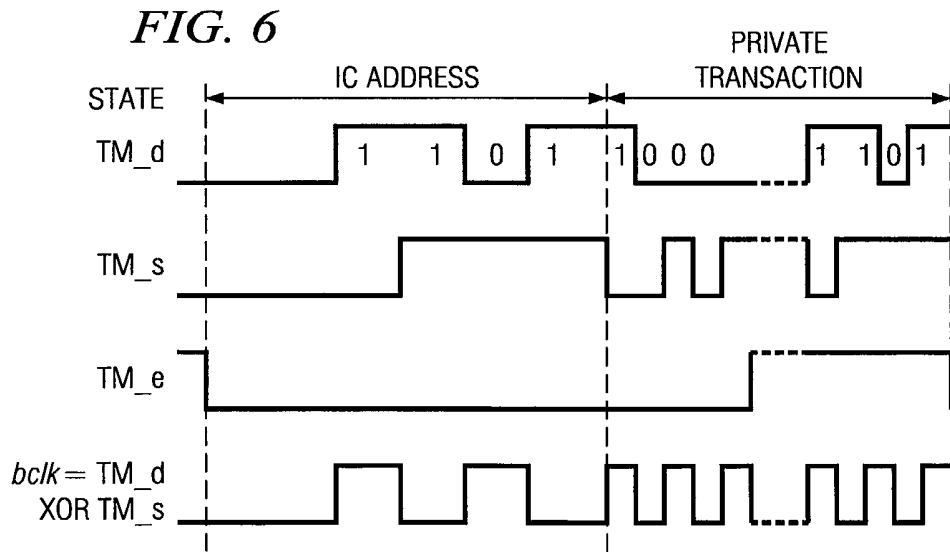 FIG. 6
PRIVATE
IC ADDRESS TRANSACTION
STATE
TM_d 1 1 0 1 1 0 0 0 1 1 0 1
TM_s
TM_e
bclk = TM_d
XOR TM_s